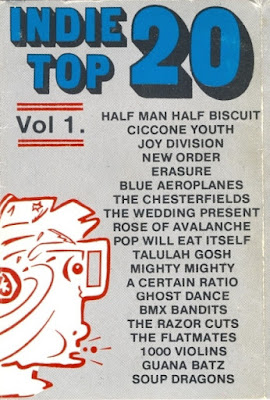 INDIE
TOP 20
Vol 1.
HALF MAN HALF BISCUIT
CICCONE YOUTH
JOY DIVISION
NEW ORDER
ERASURE
BLUE AEROPLANES
THE CHESTERFIELDS
THE WEDDING PRESENT
ROSE OF AVALANCHE
POP WILL EAT ITSELF
TALULAH GOSH
MIGHTY MIGHTY
A CERTAIN RATIO
GHOST DANCE
BMX BANDITS
THE RAZOR CUTS
THE FLATMATES
1000 VIOLINS
GUANA BATZ
SOUP DRAGONS